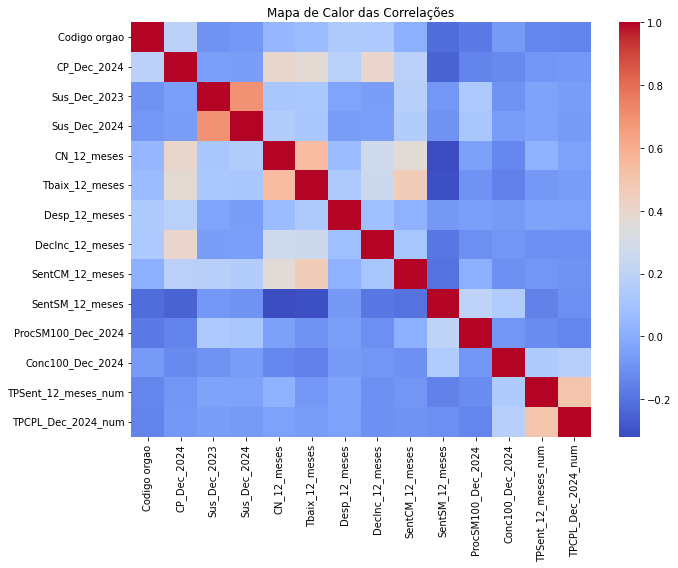 Mapa de Calor das Correlações
Codigo orgao
CP_Dec_2024
Sus_Dec_2023
Sus_Dec_2024
CN_12_meses
Tbaix_12_meses
Desp_12_meses
DecInc_12_meses
SentCM_12_meses
SentSM_12_meses
ProcSM100_Dec_2024
Conc100_Dec_2024
TPSent_12_meses_num
TPCPL_Dec_2024_num
Codigo orgao
CP_Dec_2024
Sus_Dec_2023
Sus_Dec_2024
CN_12_meses
Tbaix_12_meses
Desp_12_meses
DecInc_12_meses
SentCM_12_meses
SentSM_12_meses
ProcSM100_Dec_2024
Conc100_Dec_2024
TPSent_12_meses_num
TPCPL_Dec_2024_num
1.0
0.8
0.6
0.4
0.2
0.0
−0.2